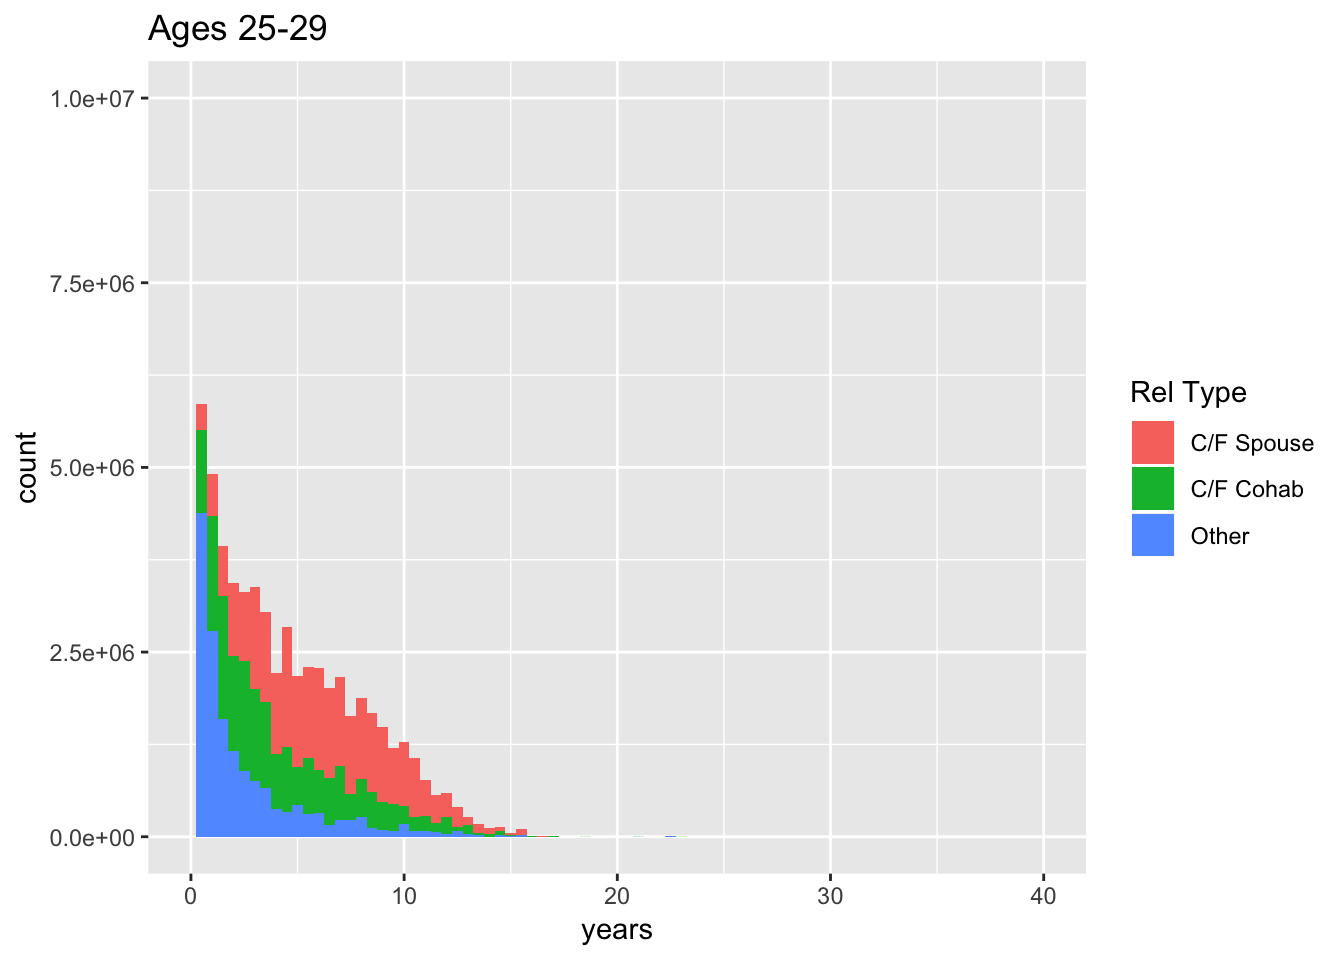 Ages 25-29
1.0e+07
7.5e+06
5.0e+06
2.5e+06
0.0e+00
count
0
10
20
30
40
years
Rel Type
C/F Spouse
C/F Cohab
Other